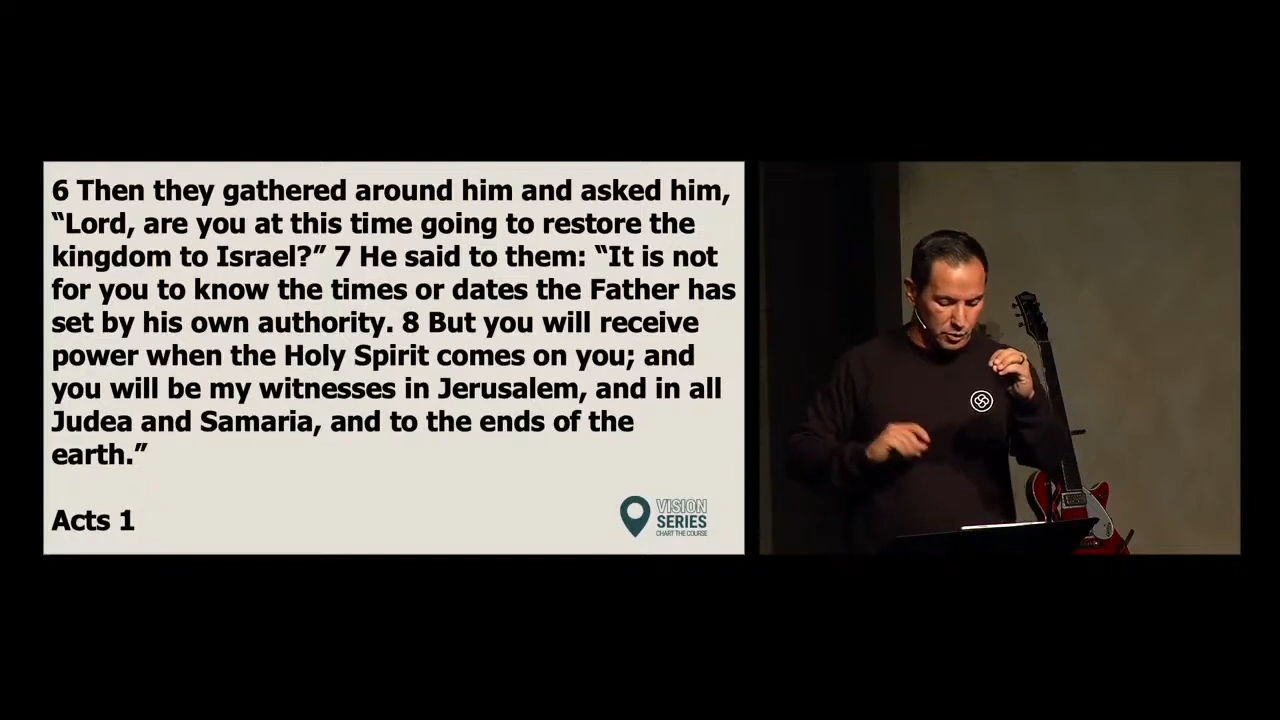 6 Then they gathered around him and asked him,
“Lord, are you at this time going to restore the
kingdom to Israel?” 7 He said to them: “It is not
for you to know the times or dates the Father has
set by his own authority. 8 But you will receive
power when the Holy Spirit comes on you; and
you will be my witnesses in Jerusalem, and in all
Judea and Samaria, and to the ends of the
earth.”
Acts 1
VISION
SERIES
CHART THE COURSE